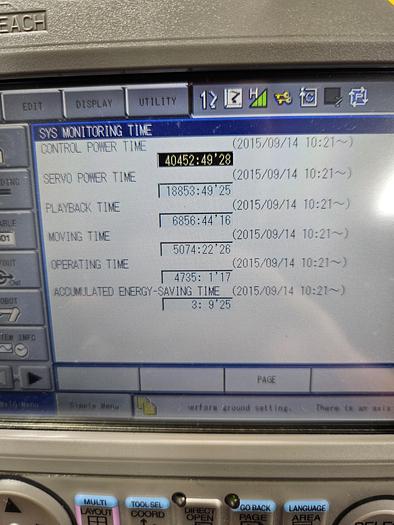 EACH
EDIT DISPLAY UTILITY
SYS MONITORING TIME
CONTROL POWER TIME (2015/09/14 10:21~)
40452:49'28
SERVO POWER TIME (2015/09/14 10:21~)
18853:49'25
PLAYBACK TIME (2015/09/14 10:21~)
6856:44'16
MOVING TIME (2015/09/14 10:21~)
5074:22'26
OPERATING TIME (2015/09/14 10:21~)
4735: 1'17
ACCUMULATED ENERGY-SAVING TIME (2015/09/14 10:21~)
3: 9'25
PAGE
Simple Menu
ground setting. There is an axis
MULTI
LAYOUT
TOOL SEL
COORD
DIRECT
OPEN
GO BACK
PAGE
LANGUAGE
AREA